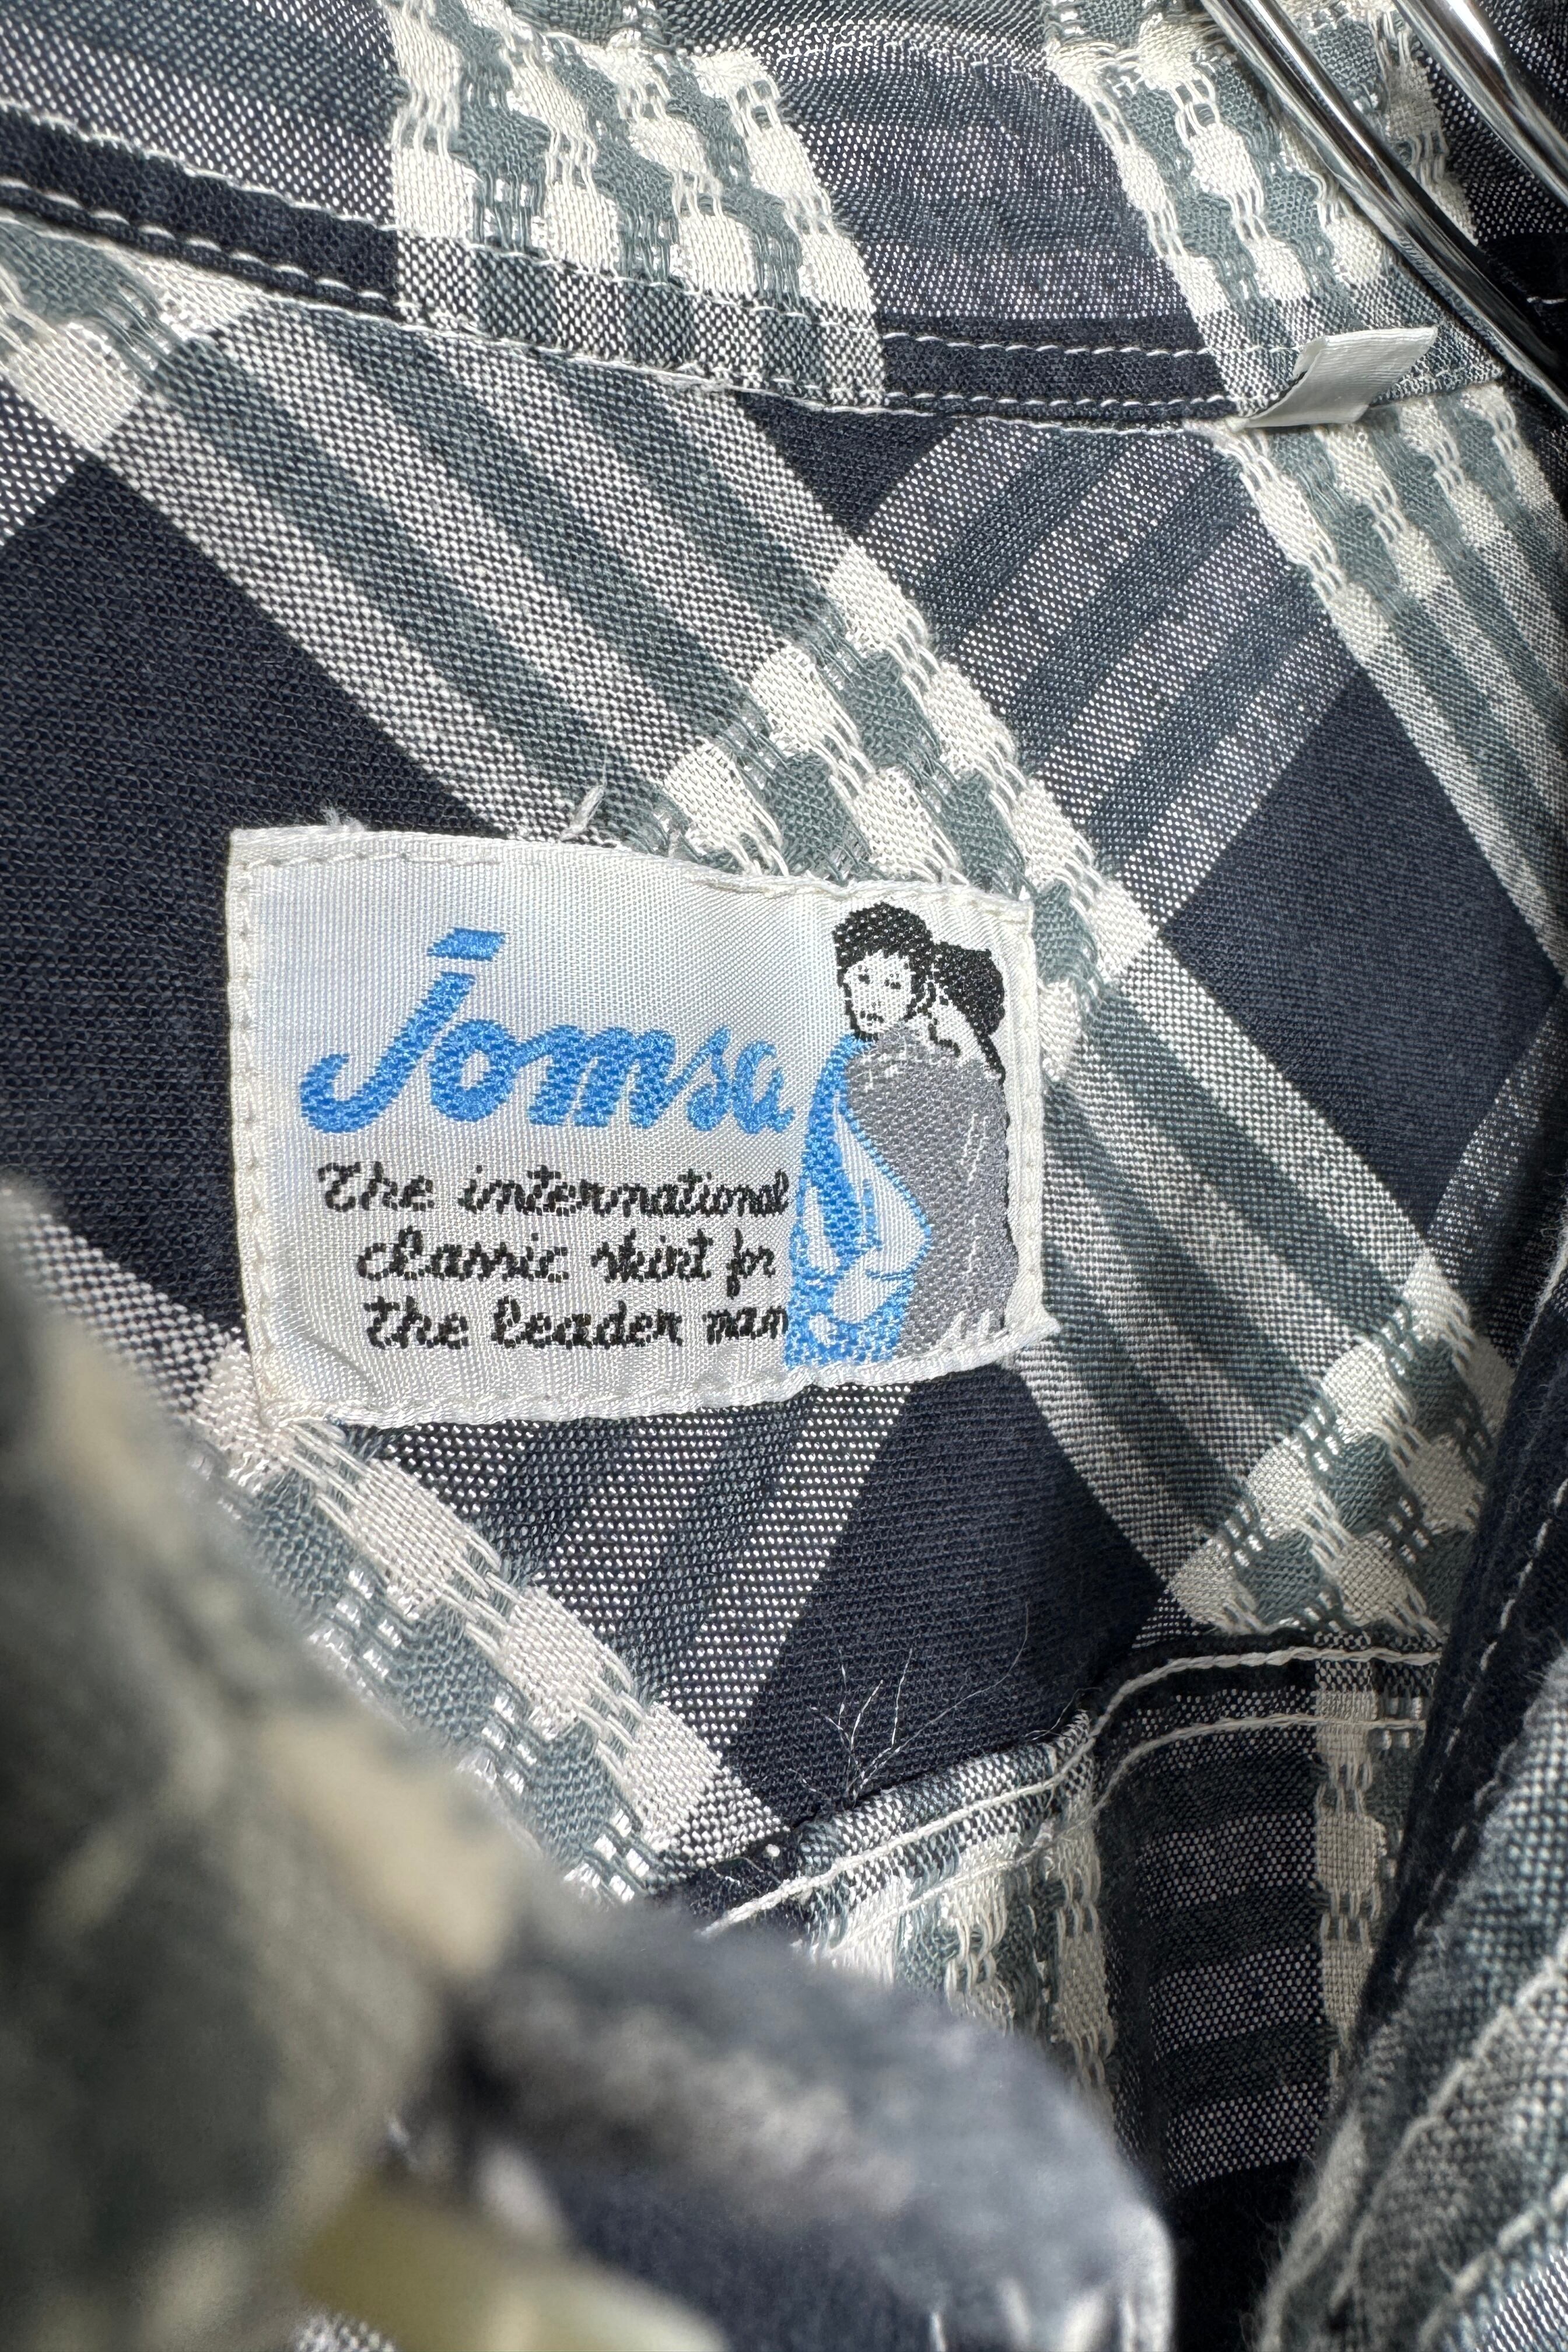 Jomsa
The international
classic skirt for
the leader man